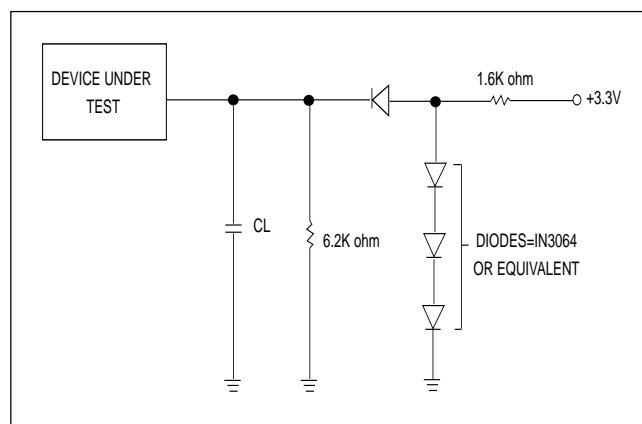 DEVICE UNDER
TEST
1.6K ohm
+3.3V
CL
6.2K ohm
DIODES=IN3064
OR EQUIVALENT